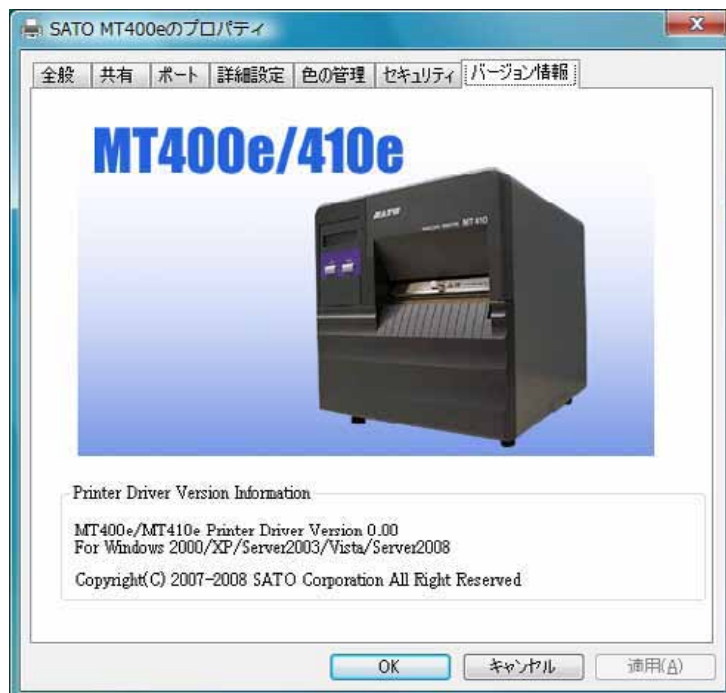 SATO MT400eのプロパティ
全般 共有 ポート 詳細設定 色の管理 セキュリティ バージョン情報
MT400e/410e
SATO
MT410
Printer Driver Version Information
MT400e/MT410e Printer Driver Version 0.00
For Windows 2000/XP/Server2003/Vista/Server2008
Copyright(C) 2007-2008 SATO Corporation All Right Reserved
OK キャンセル 適用(A)